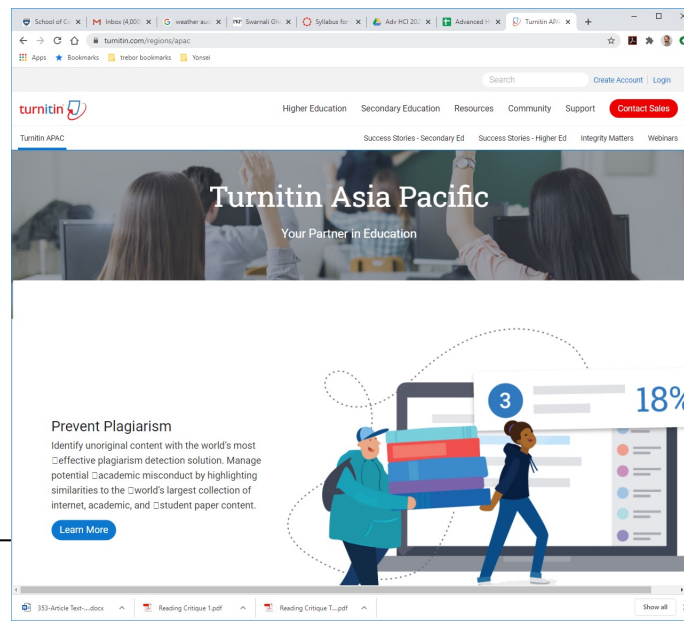 School of Co
Inbox (4,000
weather auc
Swarnali Gh
Syllabus for
Adv HCI 202
Advanced H
Turnitin APA
turnitin.com/regions/apac
Apps
Bookmarks
trebor bookmarks
Yonsei
Search
Create Account
Login
turnitin
Higher Education
Secondary Education
Resources
Community
Support
Contact Sales
Turnitin APAC
Success Stories - Secondary Ed
Success Stories - Higher Ed
Integrity Matters
Webinars
Turnitin Asia Pacific
Your Partner in Education
3
18%
Prevent Plagiarism
Identify unoriginal content with the world's most
□effective plagiarism detection solution. Manage
potential □academic misconduct by highlighting
similarities to the □world's largest collection of
internet, academic, and □student paper content.
Learn More
353-Article Text-....docx
Reading Critique 1.pdf
Reading Critique T....pdf
Show all